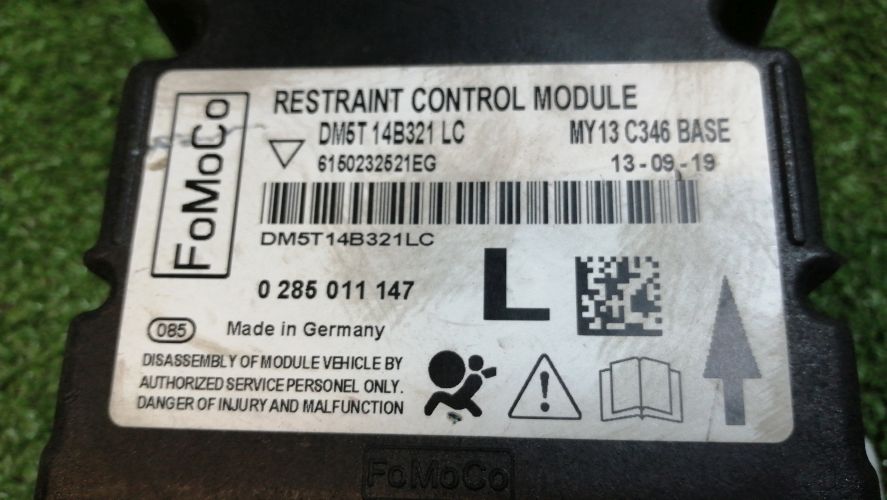 FoMoCo
RESTRAINT CONTROL MODULE
DM5T 14B321 LC MY13 C346 BASE
6150232521EG 13-09-19
DM5T14B321LC
L
0 285 011 147
085 Made in Germany
DISASSEMBLY OF MODULE VEHICLE BY
AUTHORIZED SERVICE PERSONEL ONLY.
DANGER OF INJURY AND MALFUNCTION
FoMoCo